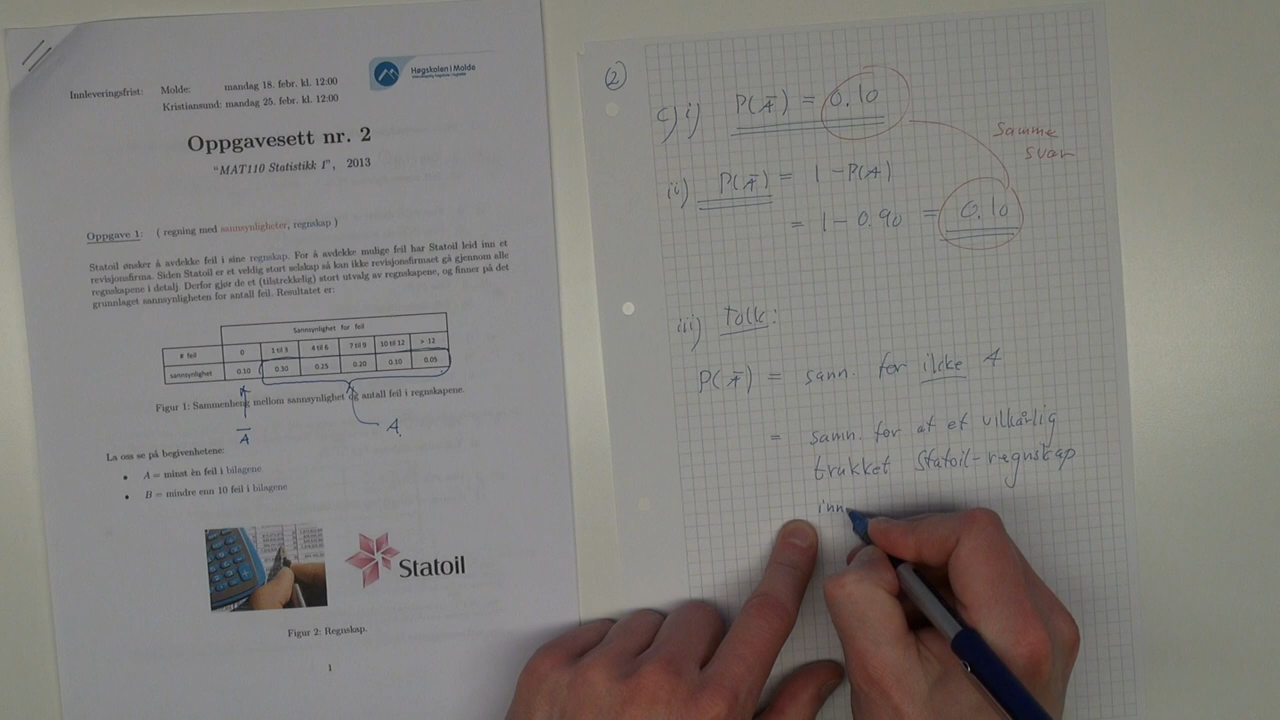 Innleveringsfrist: Molde: mandag 18. febr. kl. 12:00
Kristiansund: mandag 25. febr. kl. 12:00
Høgskolen i Molde
Oppgavesett nr. 2
"MAT110 Statistikk 1", 2013
Oppgave 1: ( regning med sannsynligheter, regnskap )
Statoil ønsker å avdekke feil i sine regnskap. For å avdekke mulige feil har Statoil leid inn et
revisjonsfirma. Siden Statoil er et veldig stort selskap så kan ikke revisjonsfirmaet gå gjennom alle
regnskapene i detalj. Derfor gjør de et (tilstrekkelig) stort utvalg av regnskapene, og finner på det
grunnlaget sannsynligheten for antall feil. Resultatet er:
Sannsynlighet for feil
# feil 0 1 til 3 4 til 6 7 til 9 10 til 12 > 12
sannsynlighet 0.10 0.30 0.25 0.20 0.10 0.05
Figur 1: Sammenheng mellom sannsynlighet og antall feil i regnskapene.
A̅ A
La oss se på begivenhetene:
• A = minst én feil i bilagene
• B = mindre enn 10 feil i bilagene
Statoil
Figur 2: Regnskap.
1
②
c) i) P(A̅) = 0.10
samme
svar
ii) P(A̅) = 1 - P(A)
= 1 - 0.90 = 0.10
iii) Tolk:
P(A̅) = sann. for ikke A
= sann. for at et vilkårlig
trukket Statoil-regnskap
inn